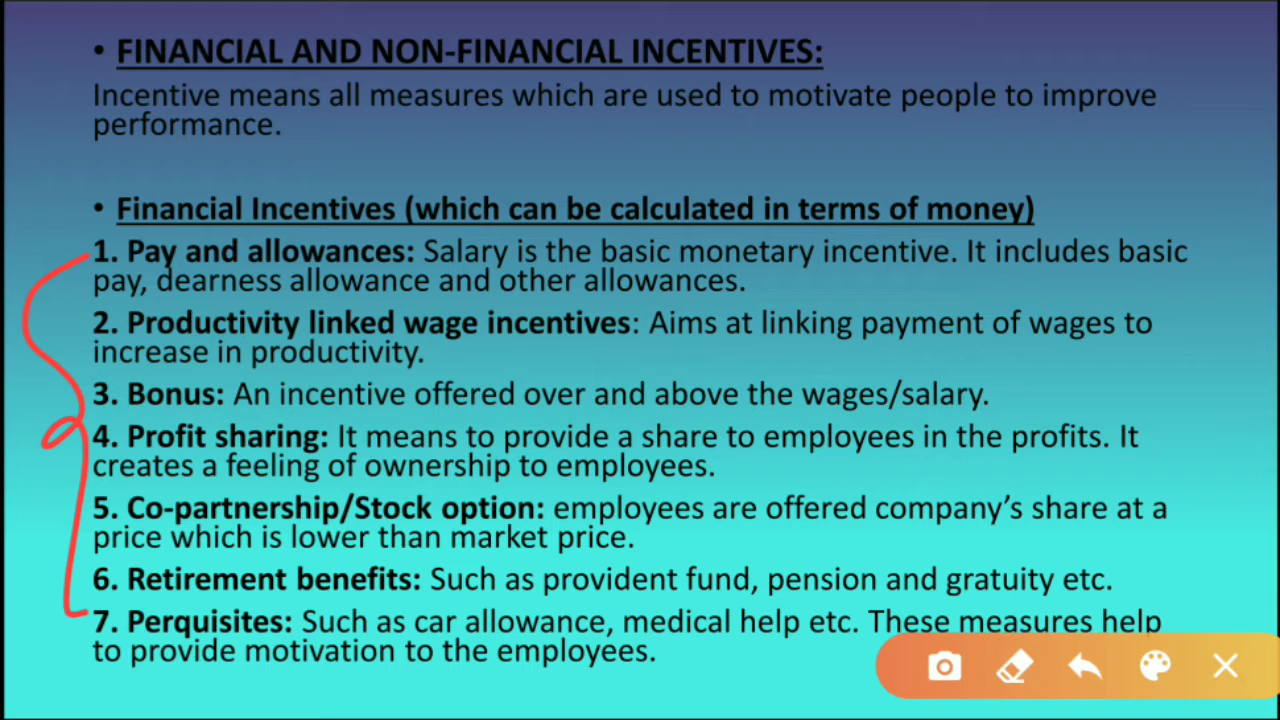 • FINANCIAL AND NON-FINANCIAL INCENTIVES:
Incentive means all measures which are used to motivate people to improve
performance.
• Financial Incentives (which can be calculated in terms of money)
1. Pay and allowances: Salary is the basic monetary incentive. It includes basic
pay, dearness allowance and other allowances.
2. Productivity linked wage incentives: Aims at linking payment of wages to
increase in productivity.
3. Bonus: An incentive offered over and above the wages/salary.
4. Profit sharing: It means to provide a share to employees in the profits. It
creates a feeling of ownership to employees.
5. Co-partnership/Stock option: employees are offered company’s share at a
price which is lower than market price.
6. Retirement benefits: Such as provident fund, pension and gratuity etc.
7. Perquisites: Such as car allowance, medical help etc. These measures help
to provide motivation to the employees.